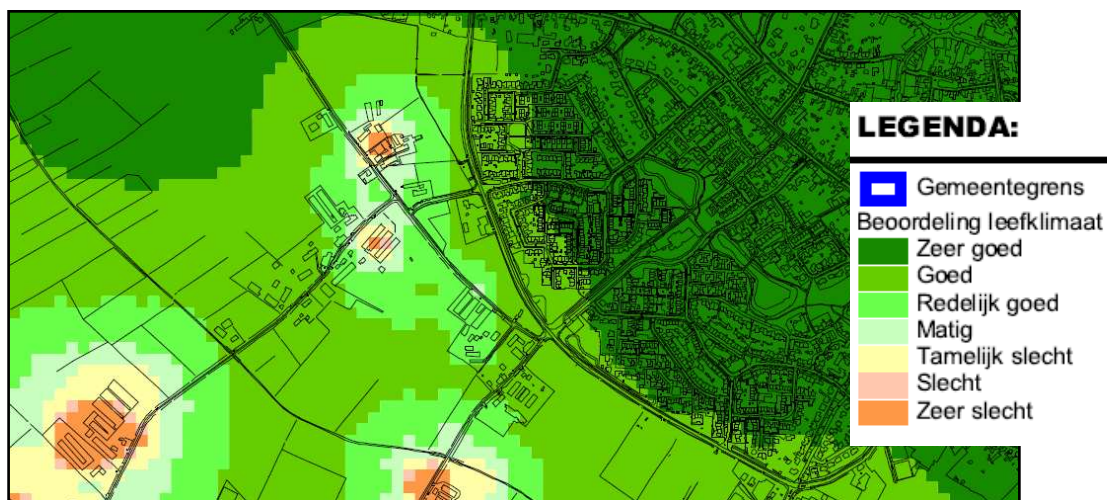 LEGENDA:
Gemeentegrens
Beoordeling leefklimaat
Zeer goed
Goed
Redelijk goed
Matig
Tamelijk slecht
Slecht
Zeer slecht